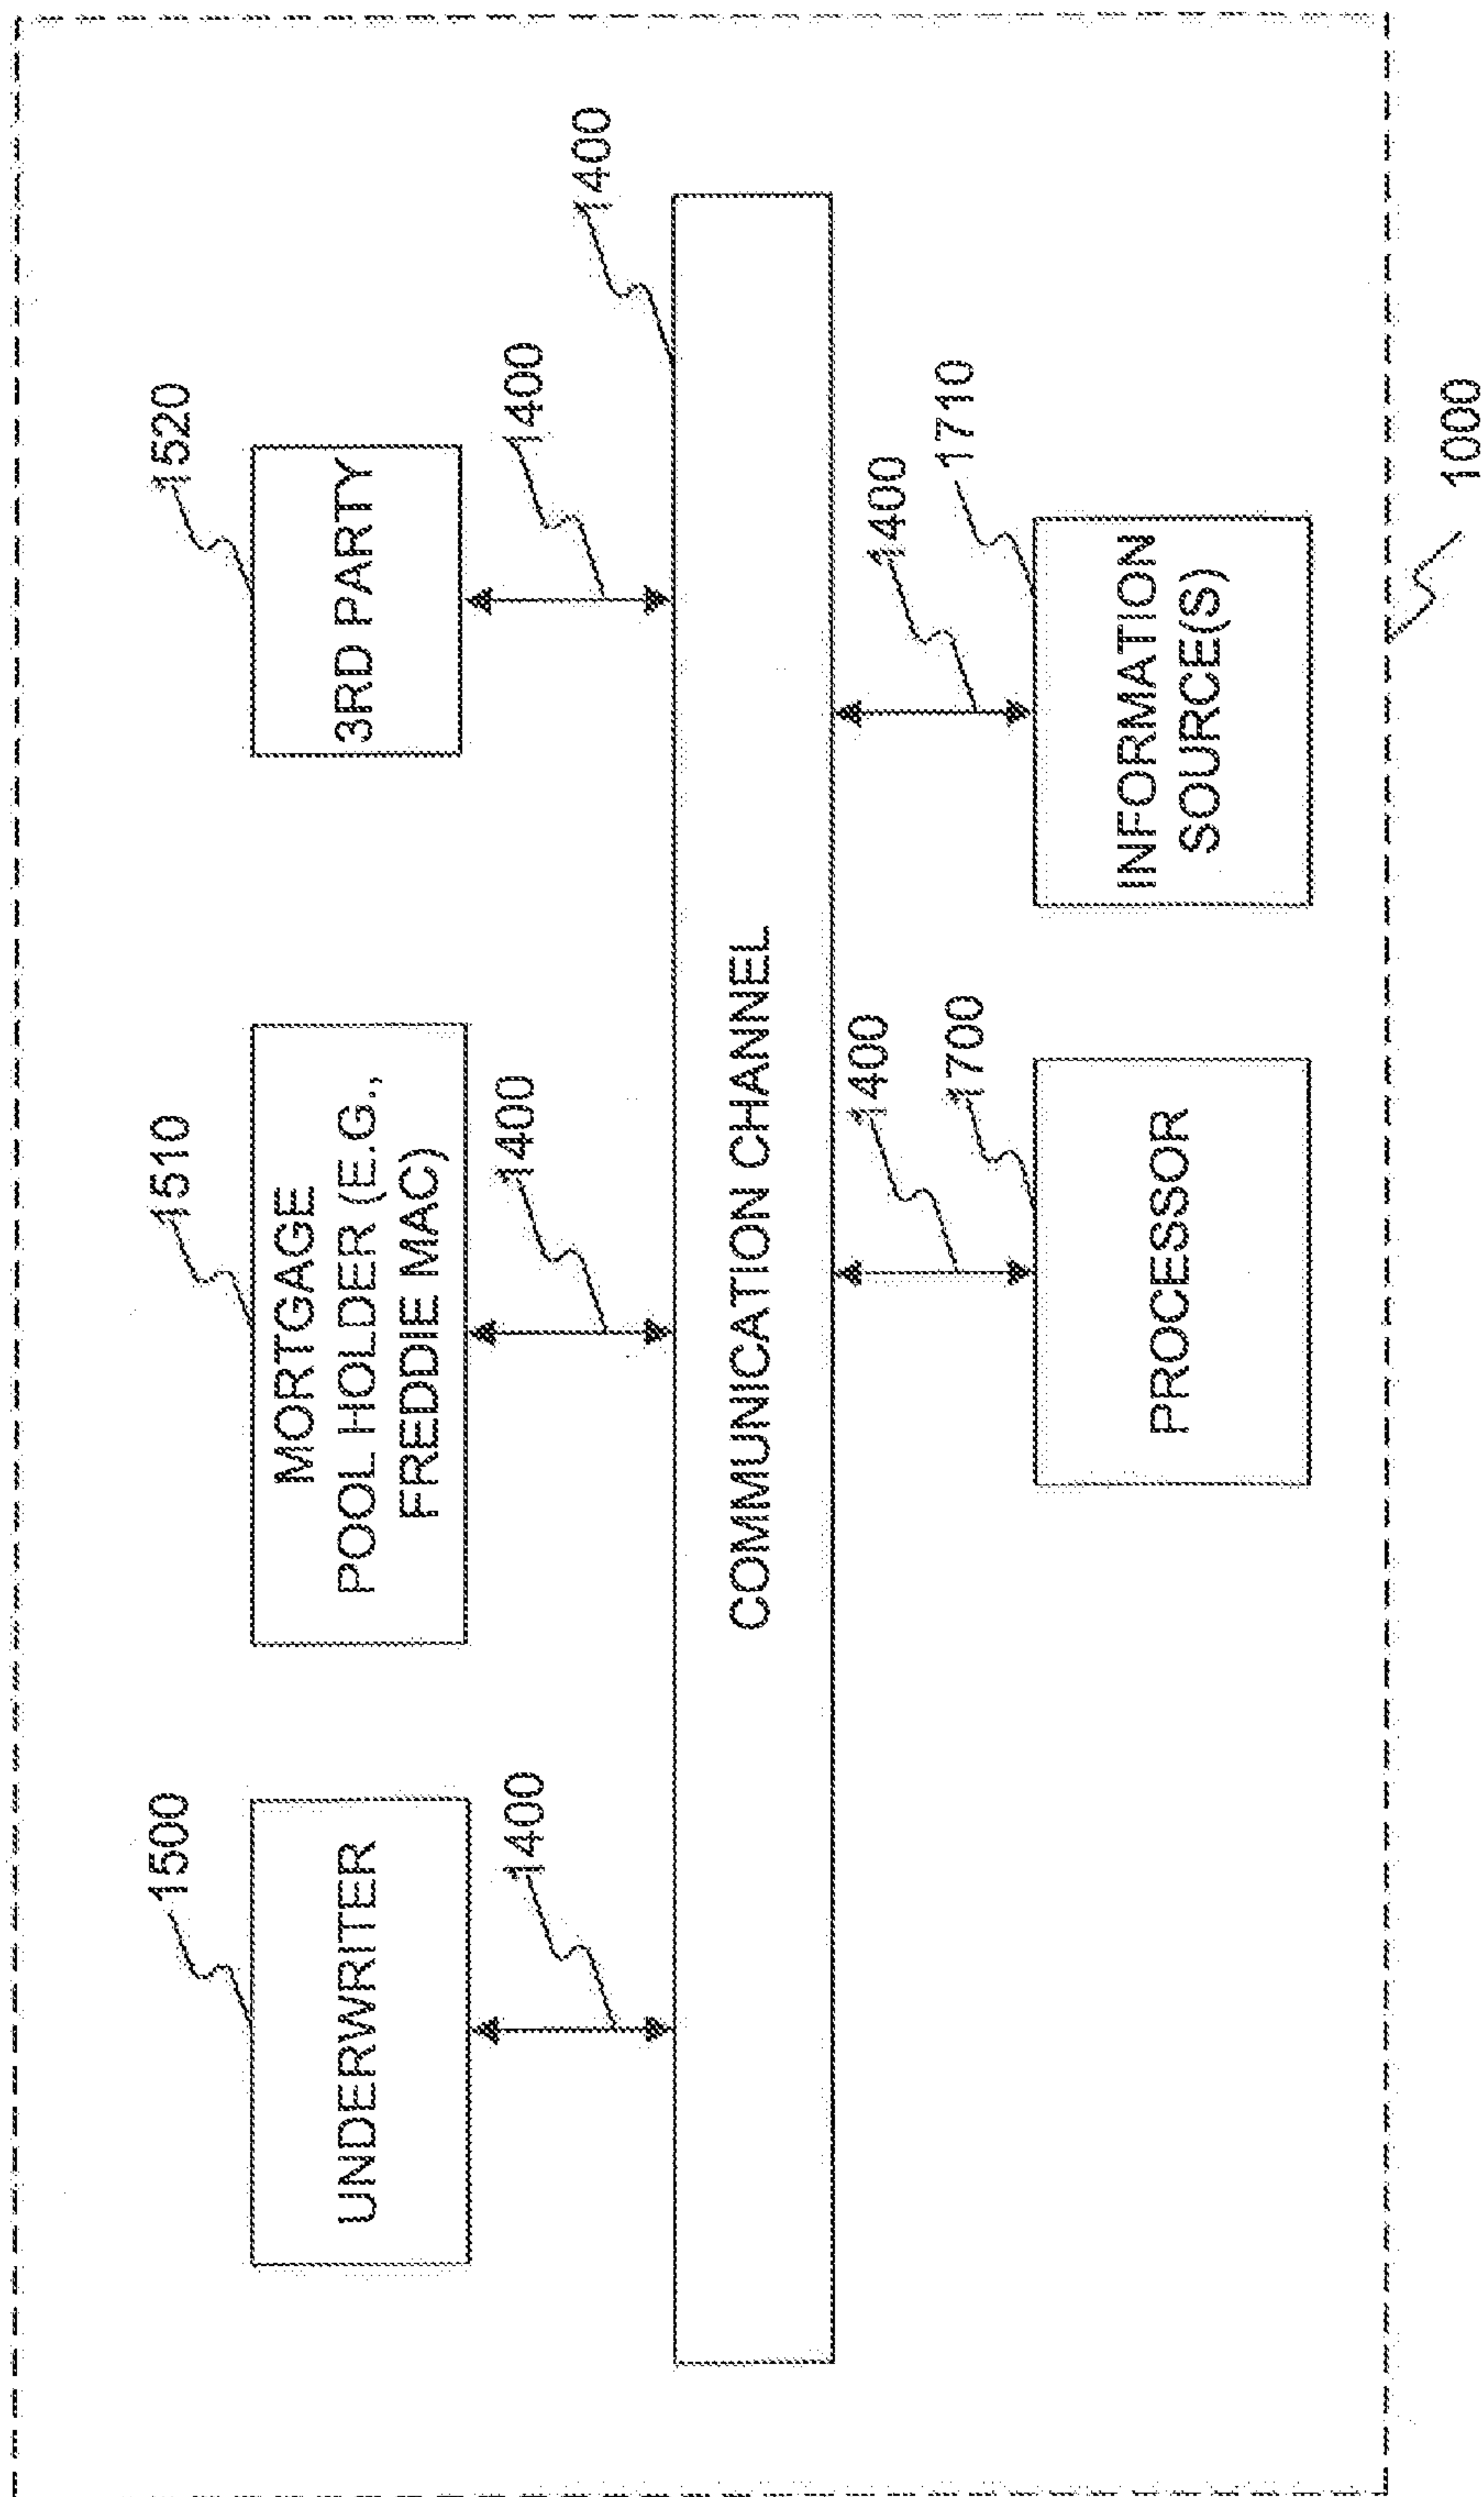 1500
UNDERWRITER
1400
1510
MORTGAGE
POOL HOLDER (E.G.,
FREDDIE MAC)
1400
1520
3RD PARTY
1400
1400
COMMUNICATION CHANNEL
1400
1700
PROCESSOR
1400
1710
INFORMATION
SOURCE(S)
1000